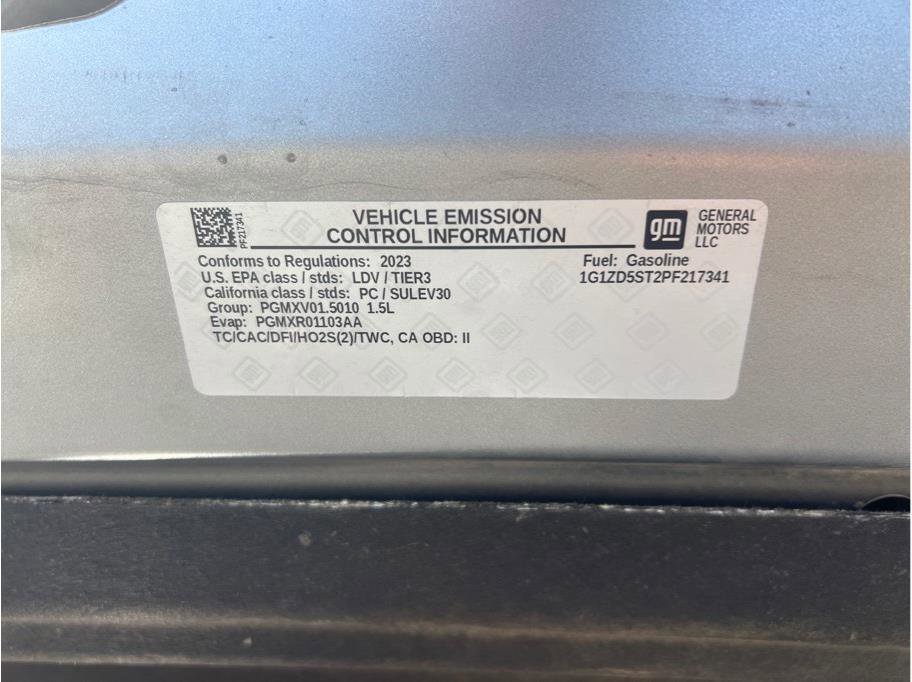 PF217341
VEHICLE EMISSION
CONTROL INFORMATION
gm
GENERAL
MOTORS
LLC
Conforms to Regulations: 2023
U.S. EPA class / stds: LDV / TIER3
California class / stds: PC / SULEV30
Group: PGMXV01.5010 1.5L
Evap: PGMXR01103AA
TC/CAC/DFI/HO2S(2)/TWC, CA OBD: II
Fuel: Gasoline
1G1ZD5ST2PF217341